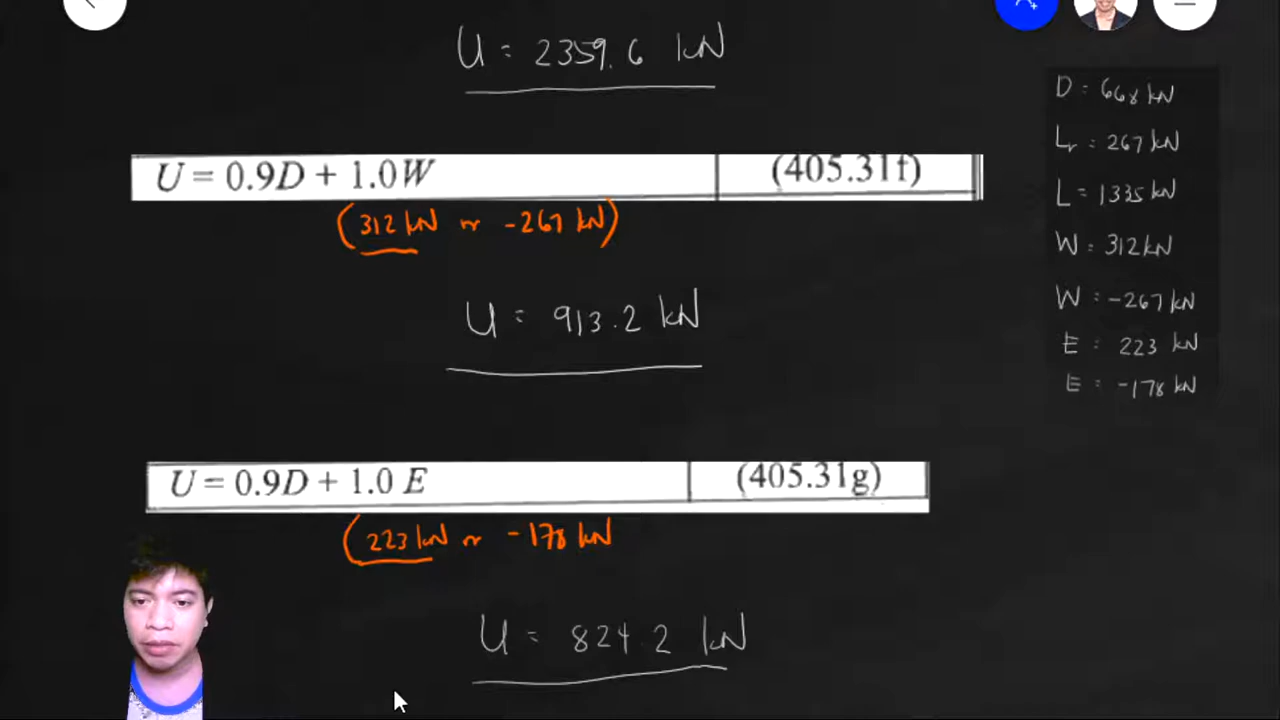 U = 2359.6 kN
U = 0.9D + 1.0W (405.31f)
(312 kN or -267 kN)
U = 913.2 kN
U = 0.9D + 1.0 E (405.31g)
(223 kN or -178 kN
U = 824.2 kN
D = 668 kN
Lr = 267 kN
L = 1335 kN
W = 312 kN
W = -267 kN
E = 223 kN
E = -178 kN